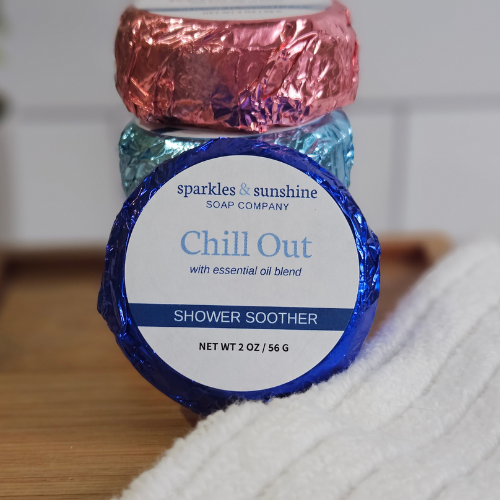 sparkles & sunshine
SOAP COMPANY
Chill Out
with essential oil blend
SHOWER SOOTHER
NET WT 2 OZ / 56 G